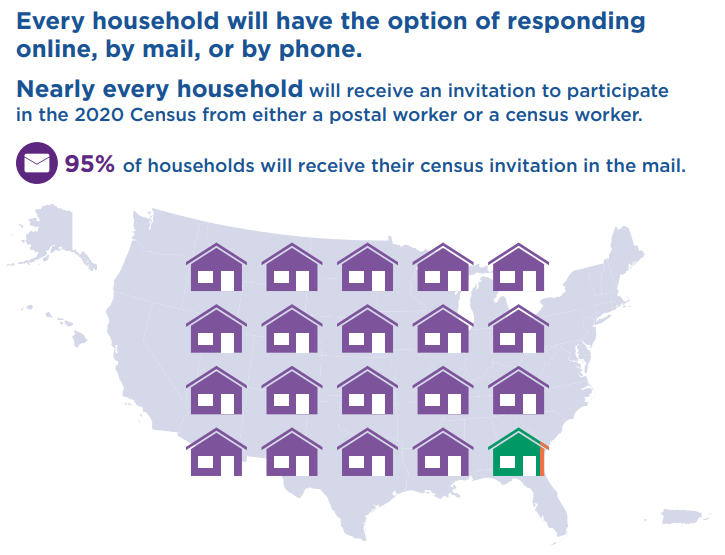 Every household will have the option of responding
online, by mail, or by phone.
Nearly every household will receive an invitation to participate
in the 2020 Census from either a postal worker or a census worker.
95% of households will receive their census invitation in the mail.